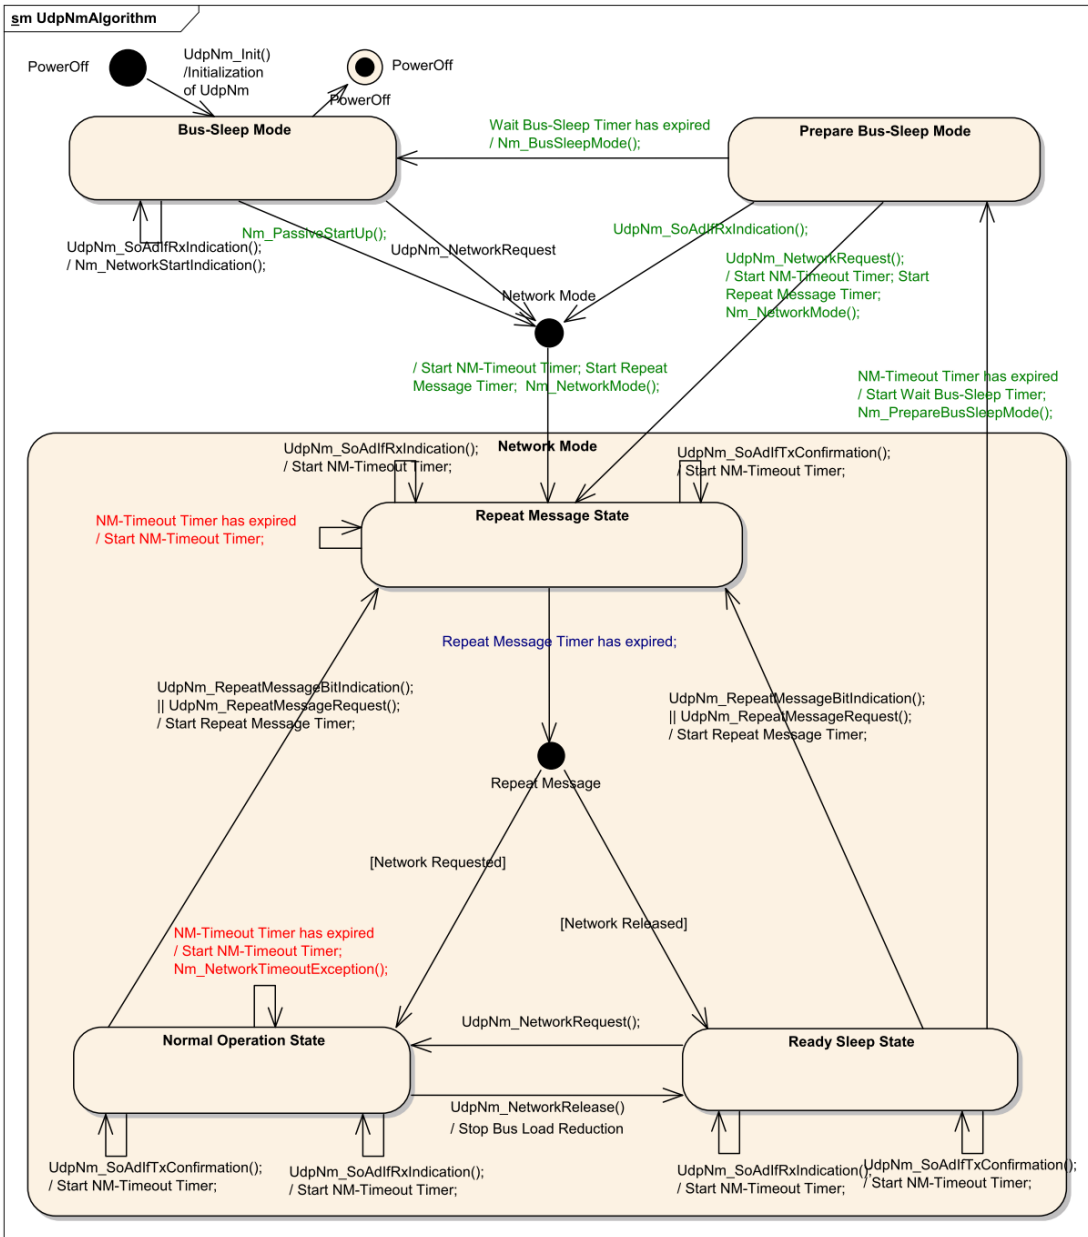 sm UdpNmAlgorithm
PowerOff
UdpNm_Init()
/Initialization
of UdpNm
PowerOff
PowerOff
Bus-Sleep Mode
Wait Bus-Sleep Timer has expired
/ Nm_BusSleepMode();
Prepare Bus-Sleep Mode
UdpNm_SoAdIfRxIndication();
/ Nm_NetworkStartIndication();
Nm_PassiveStartUp();
UdpNm_NetworkRequest
UdpNm_SoAdIfRxIndication();
UdpNm_NetworkRequest();
/ Start NM-Timeout Timer; Start
Repeat Message Timer;
Nm_NetworkMode();
Network Mode
/ Start NM-Timeout Timer; Start Repeat
Message Timer;  Nm_NetworkMode();
NM-Timeout Timer has expired
/ Start Wait Bus-Sleep Timer;
Nm_PrepareBusSleepMode();
Network Mode
UdpNm_SoAdIfRxIndication();
/ Start NM-Timeout Timer;
UdpNm_SoAdIfTxConfirmation();
/ Start NM-Timeout Timer;
Repeat Message State
NM-Timeout Timer has expired
/ Start NM-Timeout Timer;
Repeat Message Timer has expired;
UdpNm_RepeatMessageBitIndication();
|| UdpNm_RepeatMessageRequest();
/ Start Repeat Message Timer;
UdpNm_RepeatMessageBitIndication();
|| UdpNm_RepeatMessageRequest();
/ Start Repeat Message Timer;
Repeat Message
[Network Requested]
[Network Released]
NM-Timeout Timer has expired
/ Start NM-Timeout Timer;
Nm_NetworkTimeoutException();
Normal Operation State
UdpNm_NetworkRequest();
Ready Sleep State
UdpNm_NetworkRelease()
/ Stop Bus Load Reduction
UdpNm_SoAdIfTxConfirmation();
/ Start NM-Timeout Timer;
UdpNm_SoAdIfRxIndication();
/ Start NM-Timeout Timer;
UdpNm_SoAdIfRxIndication();
/ Start NM-Timeout Timer;
UdpNm_SoAdIfTxConfirmation();
/ Start NM-Timeout Timer;